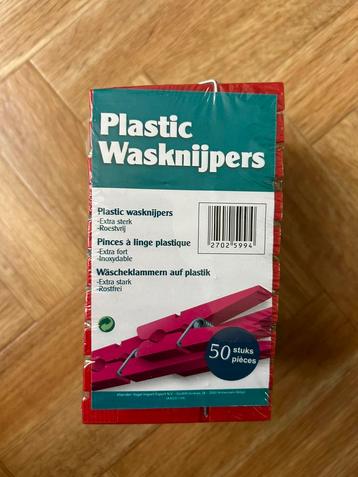 Plastic
Wasknijpers
Plastic wasknijpers
-Extra sterk
-Roestvrij
Pinces à linge plastique
-Extra fort
-Inoxydable
Wäscheklammern auf plastik
-Extra stark
-Rostfrei
2702 5994
50 stuks
pièces